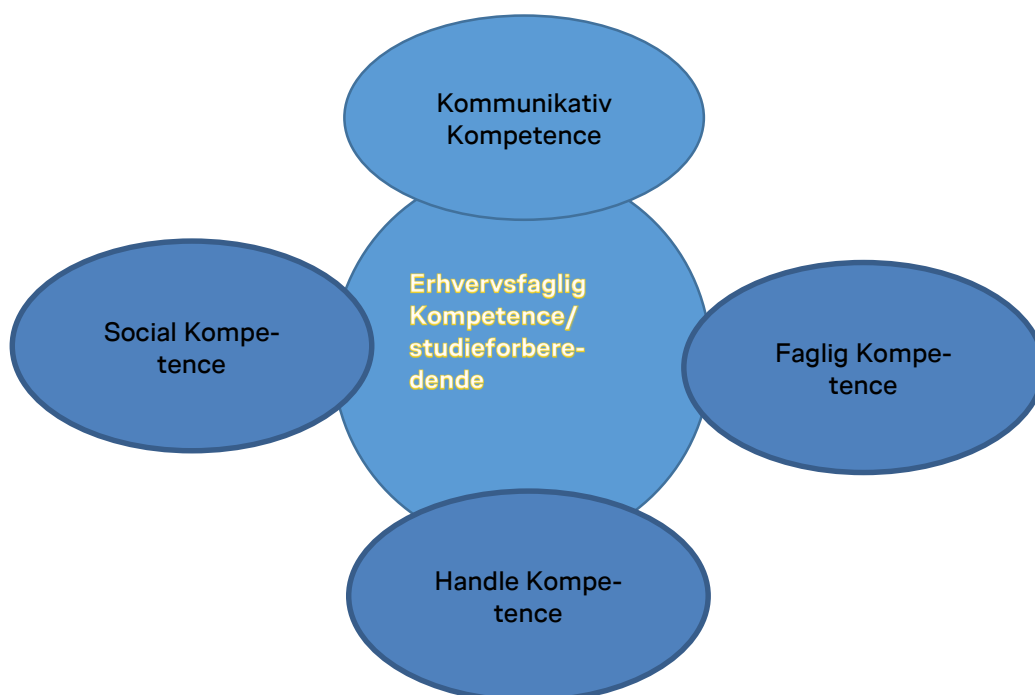 Kommunikativ
Kompetence
Erhvervsfaglig
Kompetence/
studieforbere-
dende
Social Kompe-
tence
Faglig Kompe-
tence
Handle Kompe-
tence